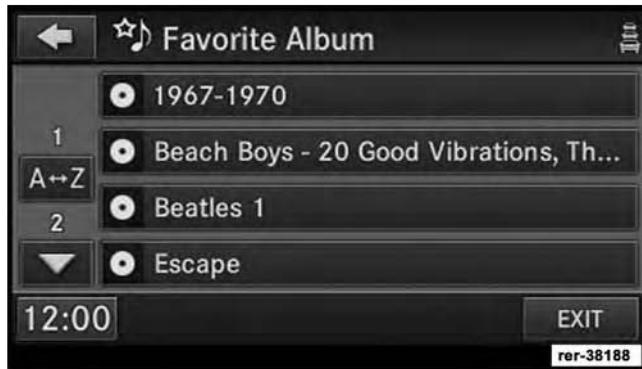 Favorite Album
1967-1970
1
Beach Boys - 20 Good Vibrations, Th...
A↔Z
Beatles 1
2
Escape
12:00
EXIT
rer-38188